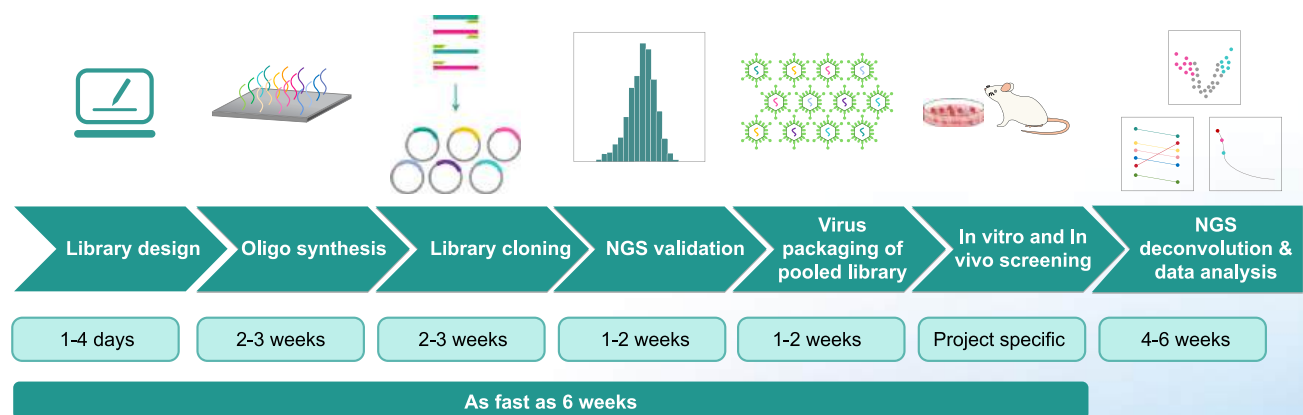 Library design
Oligo synthesis
Library cloning
NGS validation
Virus
packaging of
pooled library
In vitro and In
vivo screening
NGS
deconvolution &
data analysis
1-4 days
2-3 weeks
2-3 weeks
1-2 weeks
1-2 weeks
Project specific
4-6 weeks
As fast as 6 weeks